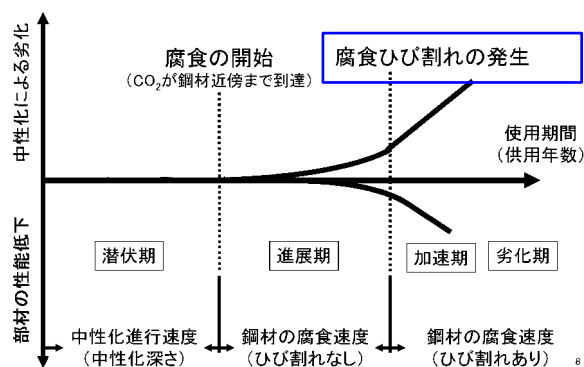 中性化による劣化
部材の性能低下
腐食の開始
（CO₂が鋼材近傍まで到達）
腐食ひび割れの発生
使用期間
（供用年数）
潜伏期
進展期
加速期
劣化期
中性化進行速度
（中性化深さ）
鋼材の腐食速度
（ひび割れなし）
鋼材の腐食速度
（ひび割れあり）
8